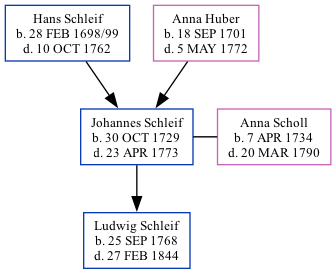 Hans Schleif
b. 28 FEB 1698/99
d. 10 OCT 1762
Anna Huber
b. 18 SEP 1701
d. 5 MAY 1772
Johannes Schleif
b. 30 OCT 1729
d. 23 APR 1773
Anna Scholl
b. 7 APR 1734
d. 20 MAR 1790
Ludwig Schleif
b. 25 SEP 1768
d. 27 FEB 1844